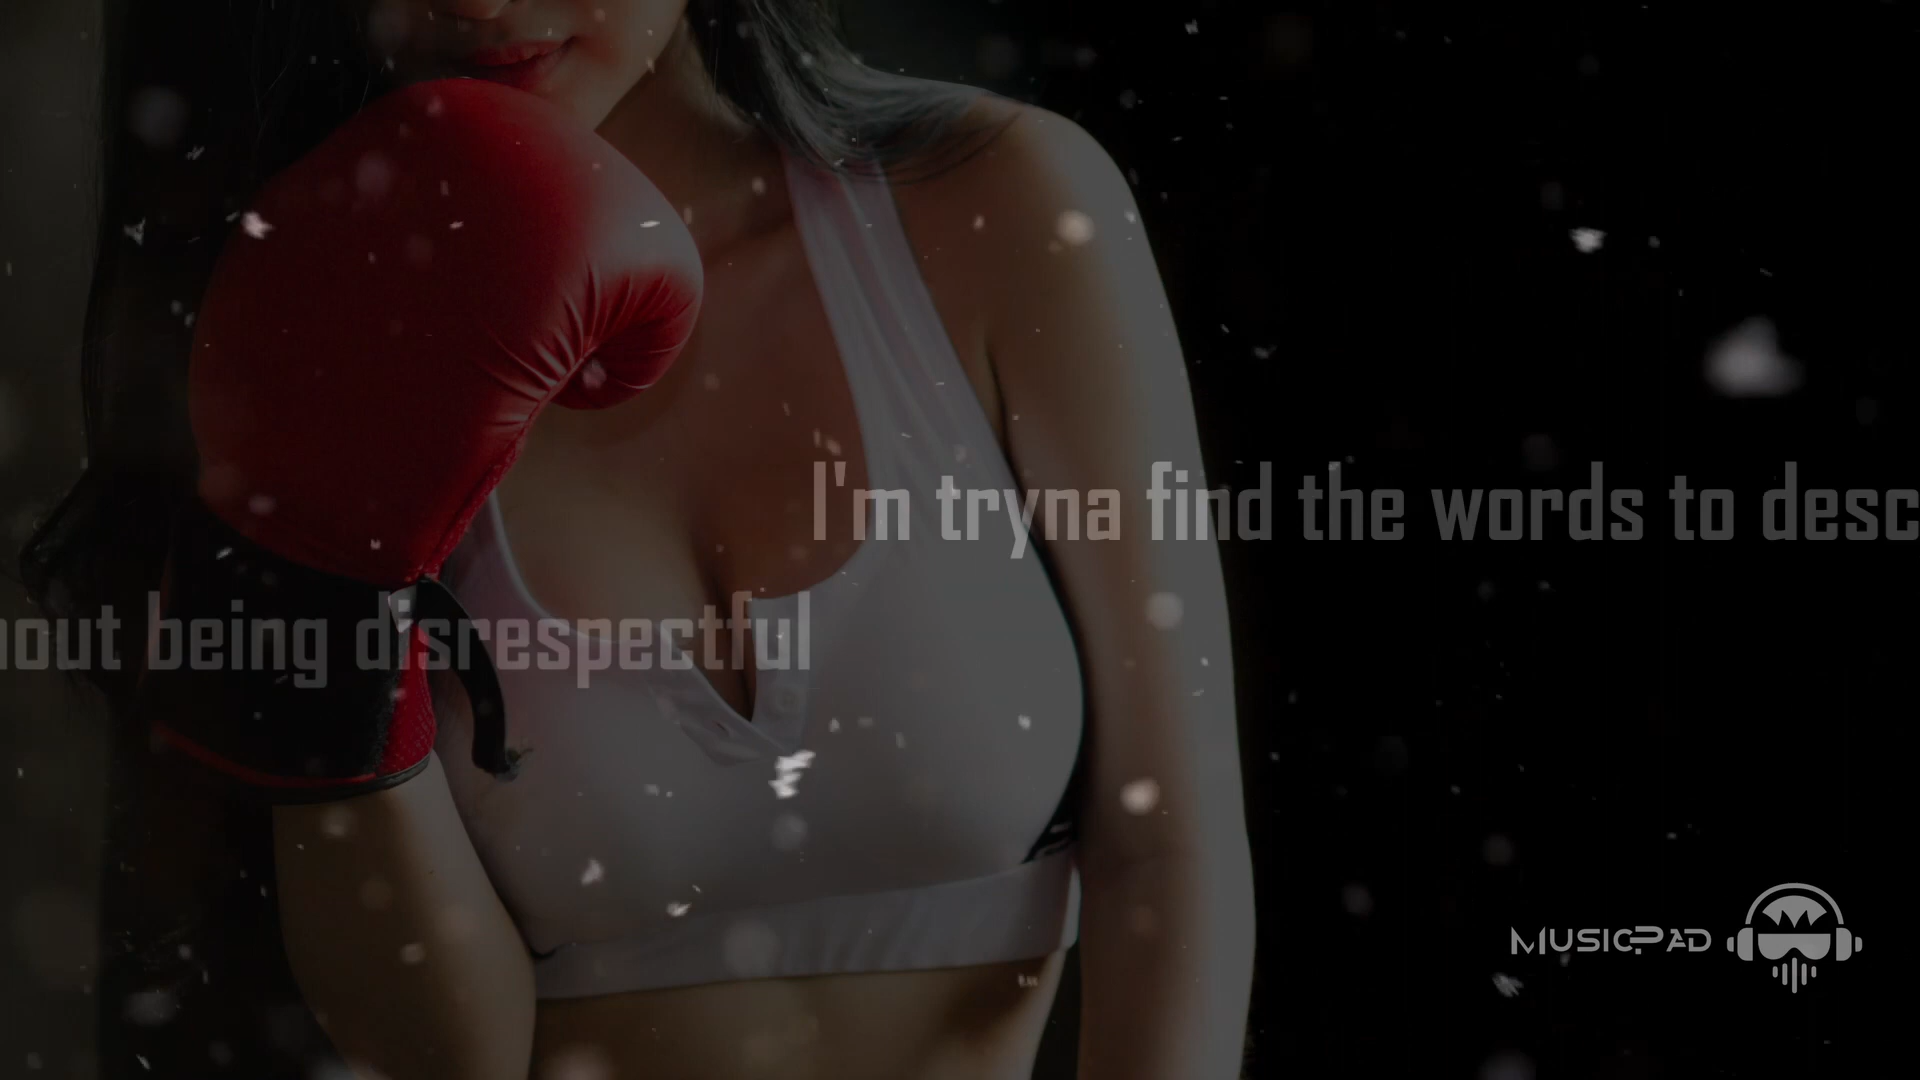 I'm tryna find the words to desc
out being disrespectful
MUSICPAD